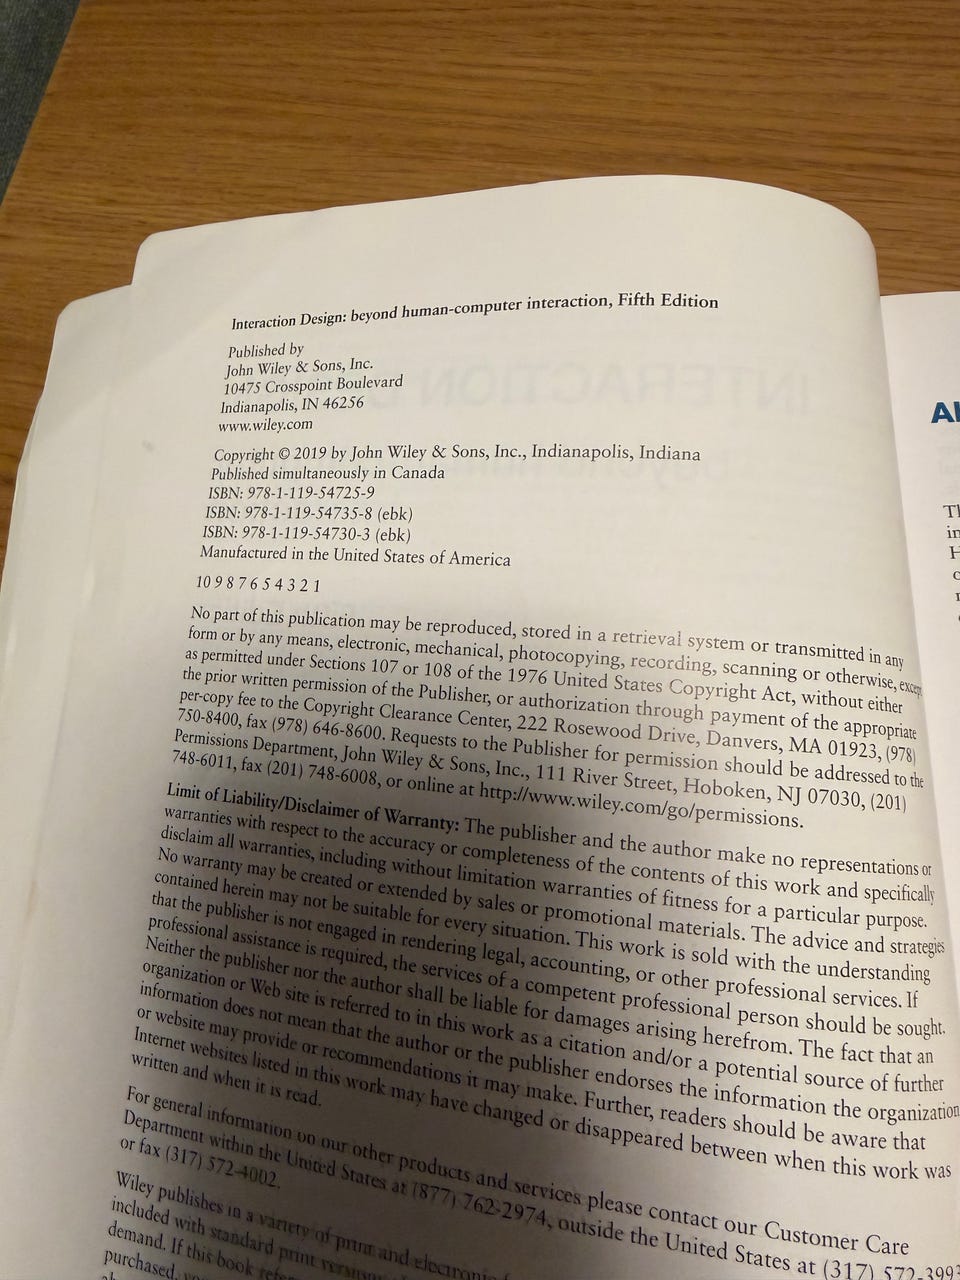 Interaction Design: beyond human-computer interaction, Fifth Edition
Published by
John Wiley & Sons, Inc.
10475 Crosspoint Boulevard
Indianapolis, IN 46256
www.wiley.com
Copyright © 2019 by John Wiley & Sons, Inc., Indianapolis, Indiana
Published simultaneously in Canada
ISBN: 978-1-119-54725-9
ISBN: 978-1-119-54735-8 (ebk)
ISBN: 978-1-119-54730-3 (ebk)
Manufactured in the United States of America
10 9 8 7 6 5 4 3 2 1
No part of this publication may be reproduced, stored in a retrieval system or transmitted in any
form or by any means, electronic, mechanical, photocopying, recording, scanning or otherwise, except
as permitted under Sections 107 or 108 of the 1976 United States Copyright Act, without either
the prior written permission of the Publisher, or authorization through payment of the appropriate
per-copy fee to the Copyright Clearance Center, 222 Rosewood Drive, Danvers, MA 01923, (978)
750-8400, fax (978) 646-8600. Requests to the Publisher for permission should be addressed to the
Permissions Department, John Wiley & Sons, Inc., 111 River Street, Hoboken, NJ 07030, (201)
748-6011, fax (201) 748-6008, or online at http://www.wiley.com/go/permissions.
Limit of Liability/Disclaimer of Warranty: The publisher and the author make no representations or
warranties with respect to the accuracy or completeness of the contents of this work and specifically
disclaim all warranties, including without limitation warranties of fitness for a particular purpose.
No warranty may be created or extended by sales or promotional materials. The advice and strategies
contained herein may not be suitable for every situation. This work is sold with the understanding
that the publisher is not engaged in rendering legal, accounting, or other professional services. If
professional assistance is required, the services of a competent professional person should be sought.
Neither the publisher nor the author shall be liable for damages arising herefrom. The fact that an
organization or Web site is referred to in this work as a citation and/or a potential source of further
information does not mean that the author or the publisher endorses the information the organization
or website may provide or recommendations it may make. Further, readers should be aware that
Internet websites listed in this work may have changed or disappeared between when this work was
written and when it is read.
For general information on our other products and services please contact our Customer Care
Department within the United States at (877) 762-2974, outside the United States at (317) 572-3993
or fax (317) 572-4002.
Wiley publishes in a variety of print and electronic
included with standard print versions
demand. If this book
purchased,